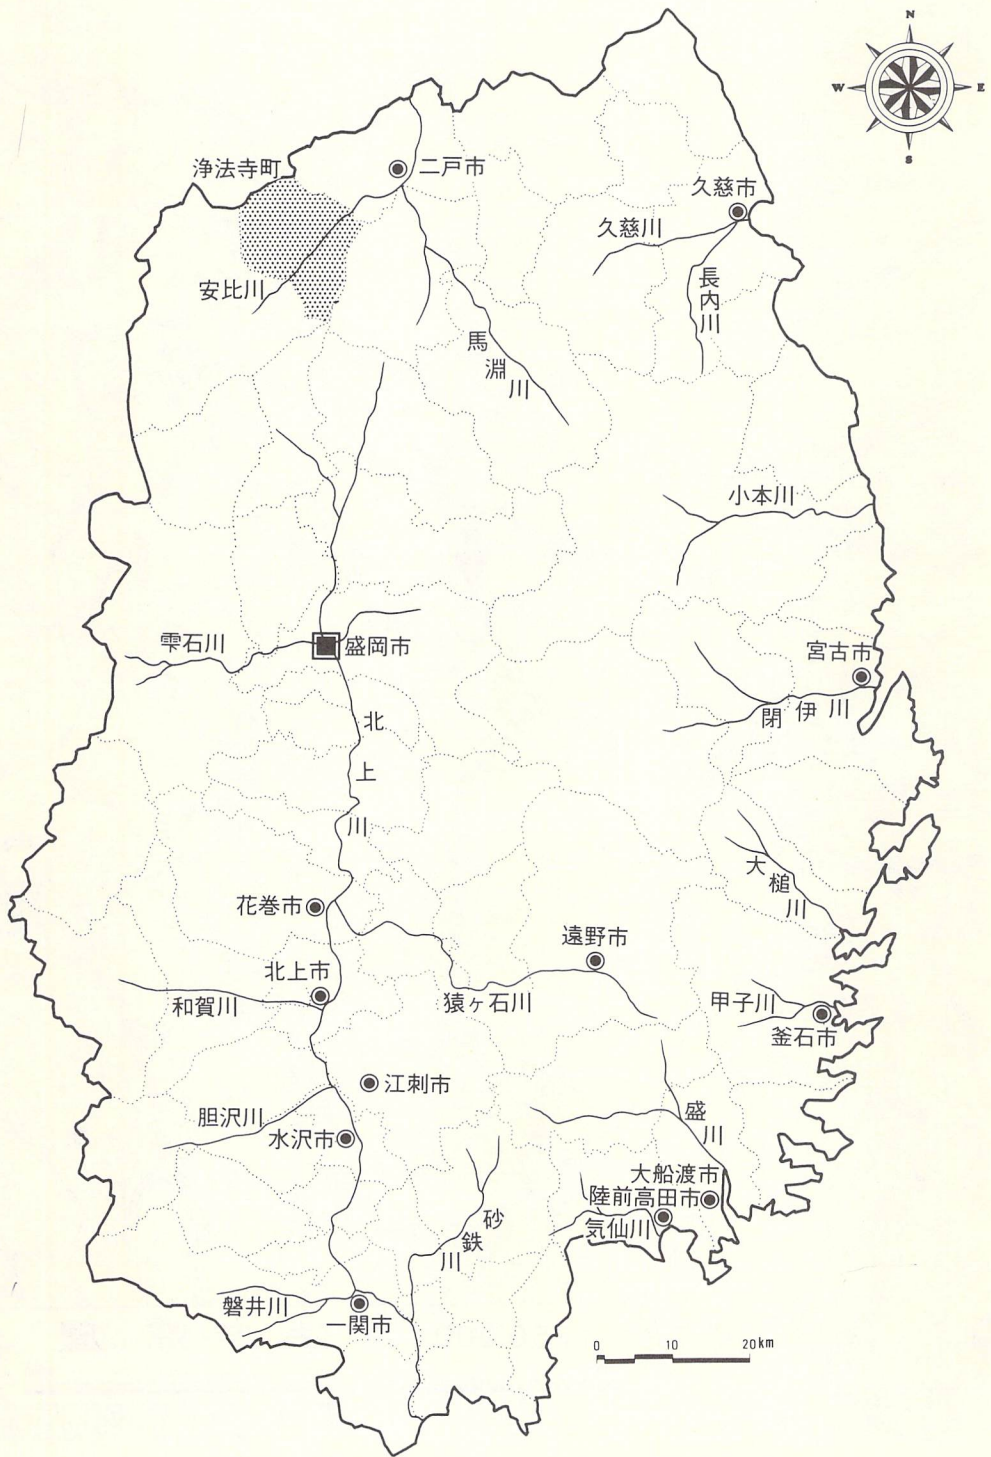 N
W
E
S
浄法寺町
二戸市
久慈市
久慈川
安比川
長内川
馬淵川
小本川
雫石川
盛岡市
宮古市
閉伊川
北上川
大槌川
花巻市
遠野市
北上市
和賀川
猿ヶ石川
甲子川
釜石市
江刺市
胆沢川
水沢市
盛川
大船渡市
陸前高田市
気仙川
砂鉄川
磐井川
一関市
0 10 20km